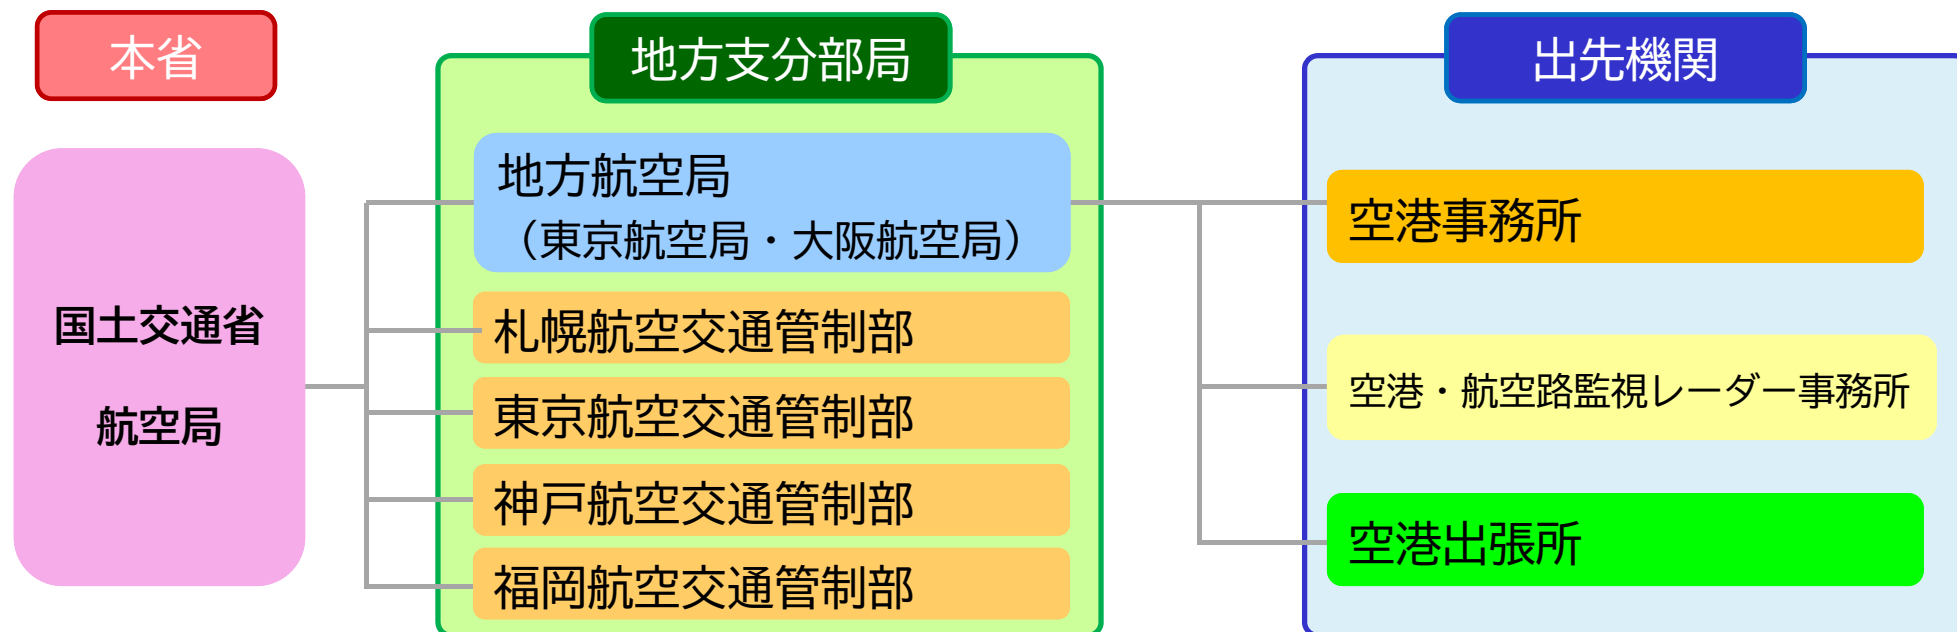 本省
国土交通省
航空局
地方支分部局
地方航空局
（東京航空局・大阪航空局）
札幌航空交通管制部
東京航空交通管制部
神戸航空交通管制部
福岡航空交通管制部
出先機関
空港事務所
空港・航空路監視レーダー事務所
空港出張所